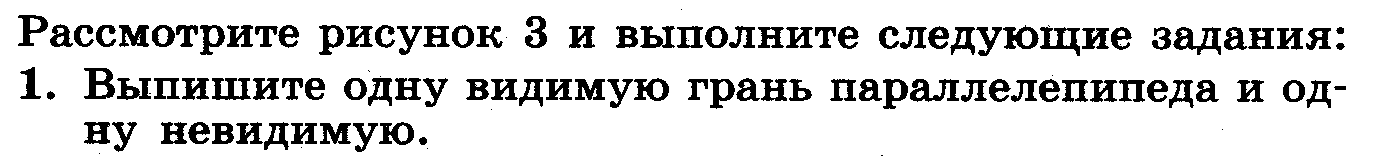 Рассмотрите рисунок 3 и выполните следующие задания:
1. Выпишите одну видимую грань параллелепипеда и од-
ну невидимую.